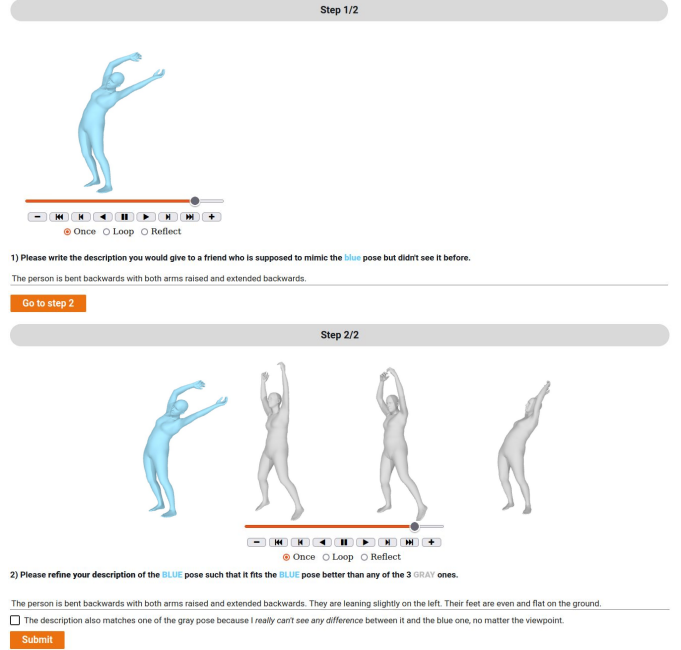 Step 1/2
Once Loop Reflect
1) Please write the description you would give to a friend who is supposed to mimic the blue pose but didn't see it before.
The person is bent backwards with both arms raised and extended backwards.
Go to step 2
Step 2/2
Once Loop Reflect
2) Please refine your description of the BLUE pose such that it fits the BLUE pose better than any of the 3 GRAY ones.
The person is bent backwards with both arms raised and extended backwards. They are leaning slightly on the left. Their feet are even and flat on the ground.
The description also matches one of the gray pose because I really can't see any difference between it and the blue one, no matter the viewpoint.
Submit